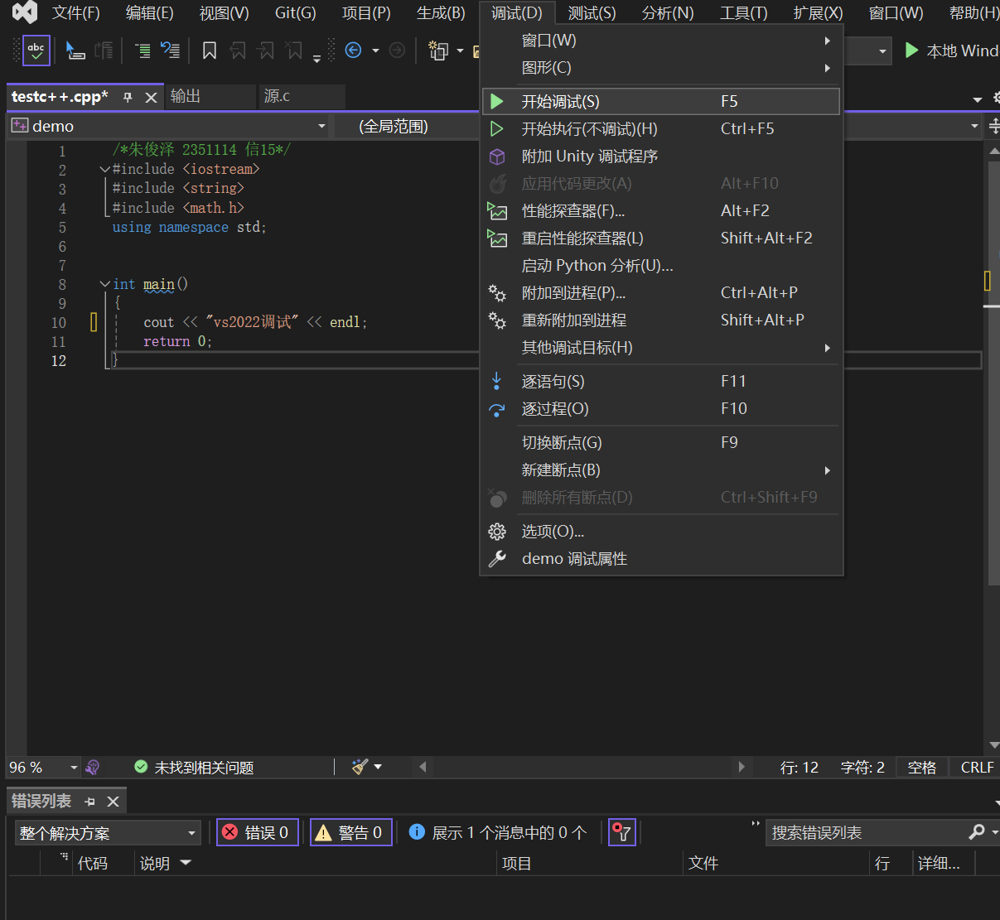 文件(F) 编辑(E) 视图(V) Git(G) 项目(P) 生成(B) 调试(D) 测试(S) 分析(N) 工具(T) 扩展(X) 窗口(W) 帮助(H)
abc
本地 Wind
testc++.cpp* 输出 源.c
demo (全局范围)
窗口(W)
图形(C)
开始调试(S) F5
开始执行(不调试)(H) Ctrl+F5
附加 Unity 调试程序
应用代码更改(A) Alt+F10
性能探查器(F)... Alt+F2
重启性能探查器(L) Shift+Alt+F2
启动 Python 分析(U)...
附加到进程(P)... Ctrl+Alt+P
重新附加到进程 Shift+Alt+P
其他调试目标(H)
逐语句(S) F11
逐过程(O) F10
切换断点(G) F9
新建断点(B)
删除所有断点(D) Ctrl+Shift+F9
选项(O)...
demo 调试属性
1 /*朱俊泽 2351114 信15*/
2 #include <iostream>
3 #include <string>
4 #include <math.h>
5 using namespace std;
6
7
8 int main()
9 {
10 cout << "vs2022调试" << endl;
11 return 0;
12 }
96 % 未找到相关问题 行: 12 字符: 2 空格 CRLF
错误列表
整个解决方案 错误 0 警告 0 展示 1 个消息中的 0 个 搜索错误列表
代码 说明 项目 文件 行 详细...